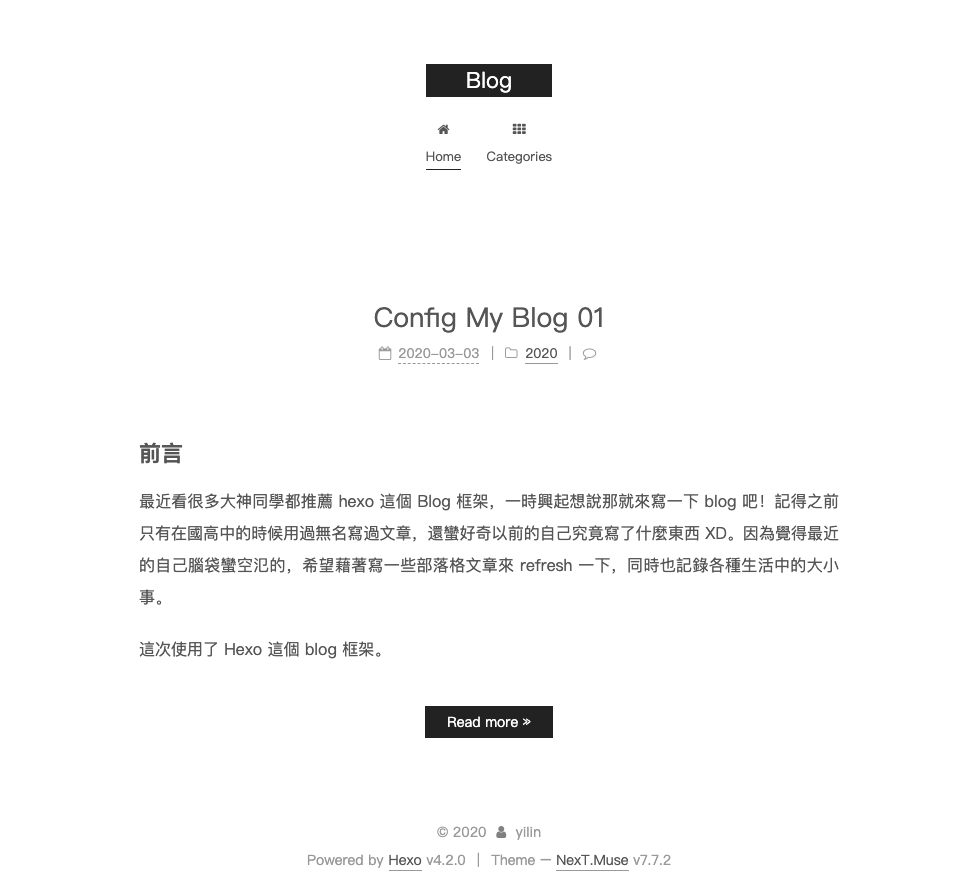 Blog
Home Categories
Config My Blog 01
2020-03-03 | 2020 |
前言
最近看很多大神同學都推薦 hexo 這個 Blog 框架，一時興起想說那就來寫一下 blog 吧！記得之前
只有在國高中的時候用過無名寫過文章，還蠻好奇以前的自己究竟寫了什麼東西 XD。因為覺得最近
的自己腦袋蠻空氾的，希望藉著寫一些部落格文章來 refresh 一下，同時也記錄各種生活中的大小
事。
這次使用了 Hexo 這個 blog 框架。
Read more »
© 2020 yilin
Powered by Hexo v4.2.0 | Theme – NexT.Muse v7.7.2